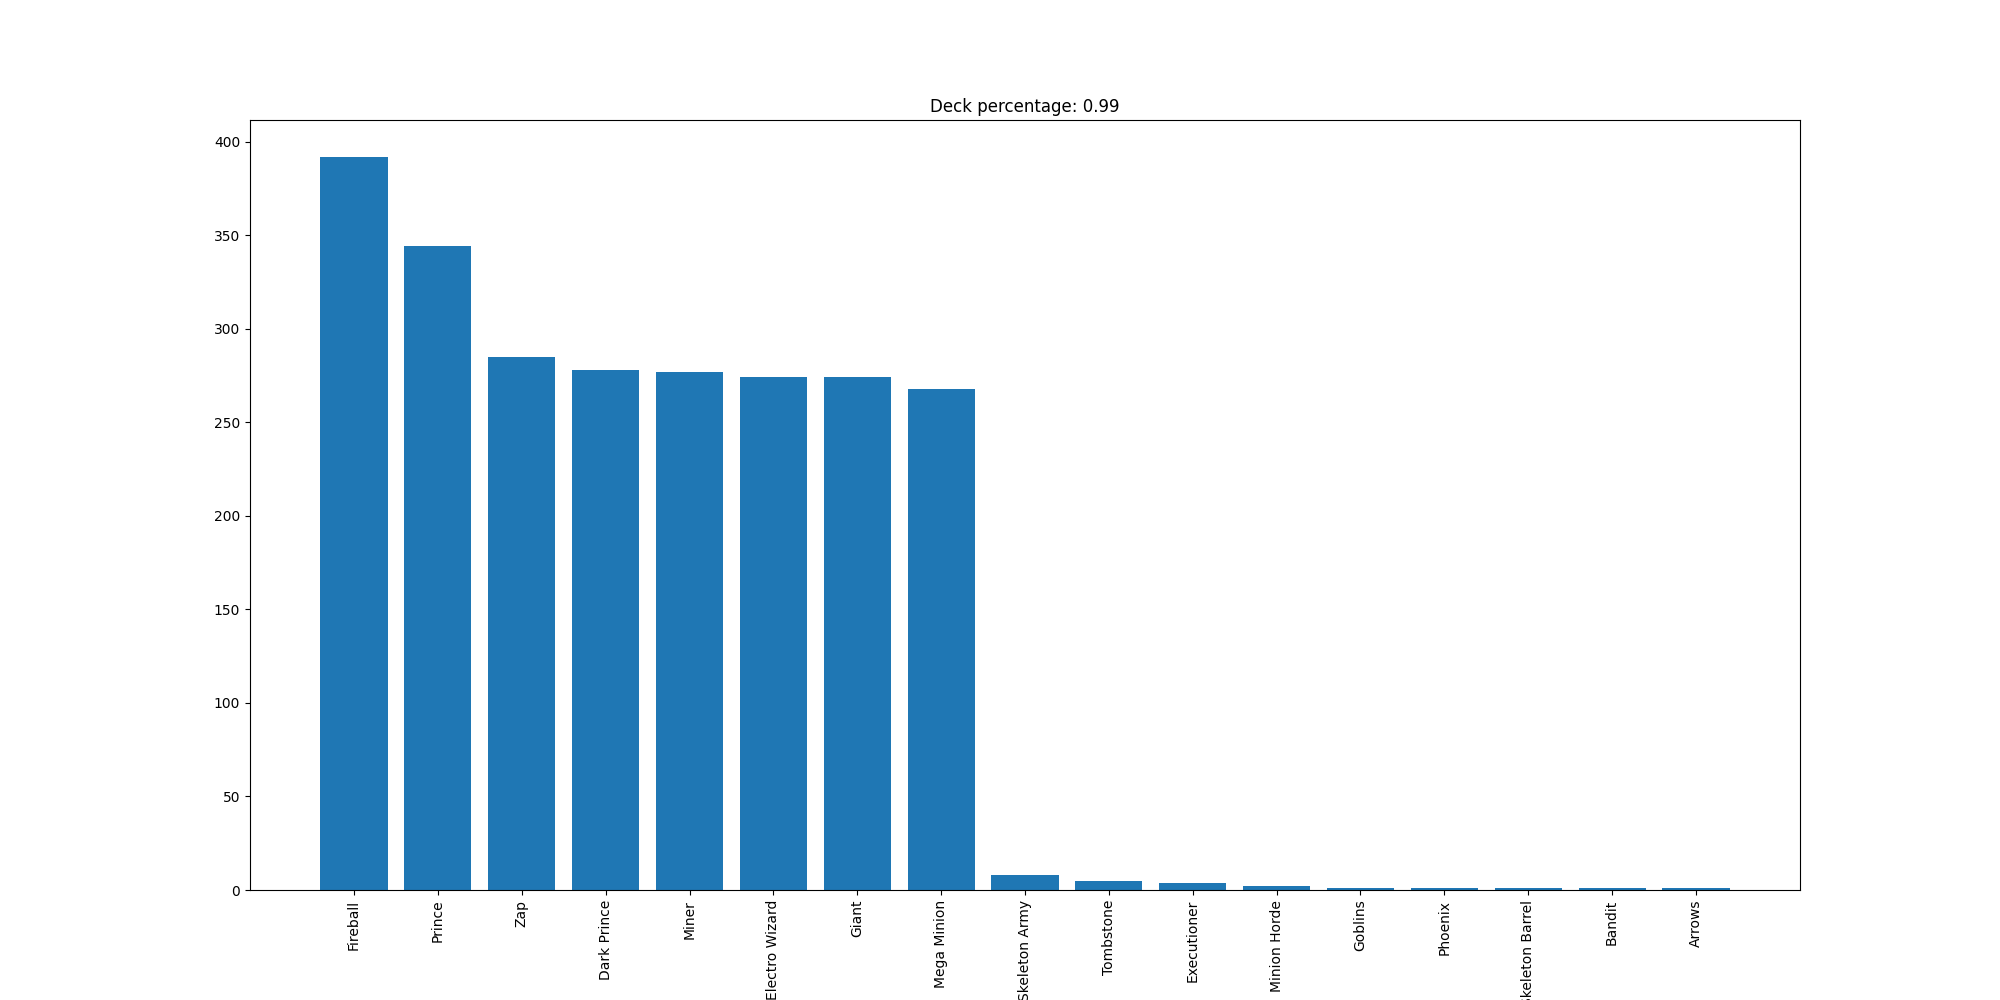 Deck percentage: 0.99
400
350
300
250
200
150
100
50
0
Fireball
Prince
Zap
Dark Prince
Miner
Electro Wizard
Giant
Mega Minion
Skeleton Army
Tombstone
Executioner
Minion Horde
Goblins
Phoenix
keleton Barrel
Bandit
Arrows